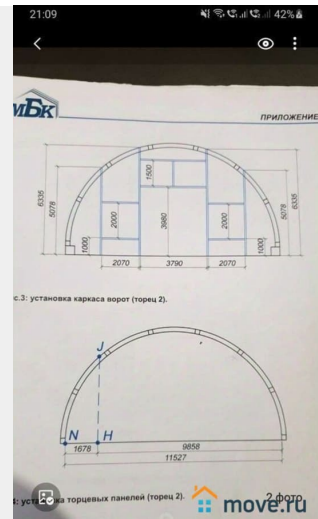 21:09
42%
МБК
ПРИЛОЖЕНИЕ
6335
5078
1000
2000
2070
1500
3980
3790
2000
2070
1000
5078
6335
с.3: установка каркаса ворот (торец 2).
J
N
H
1678
9858
11527
установка торцевых панелей (торец 2).
2 фото
move.ru